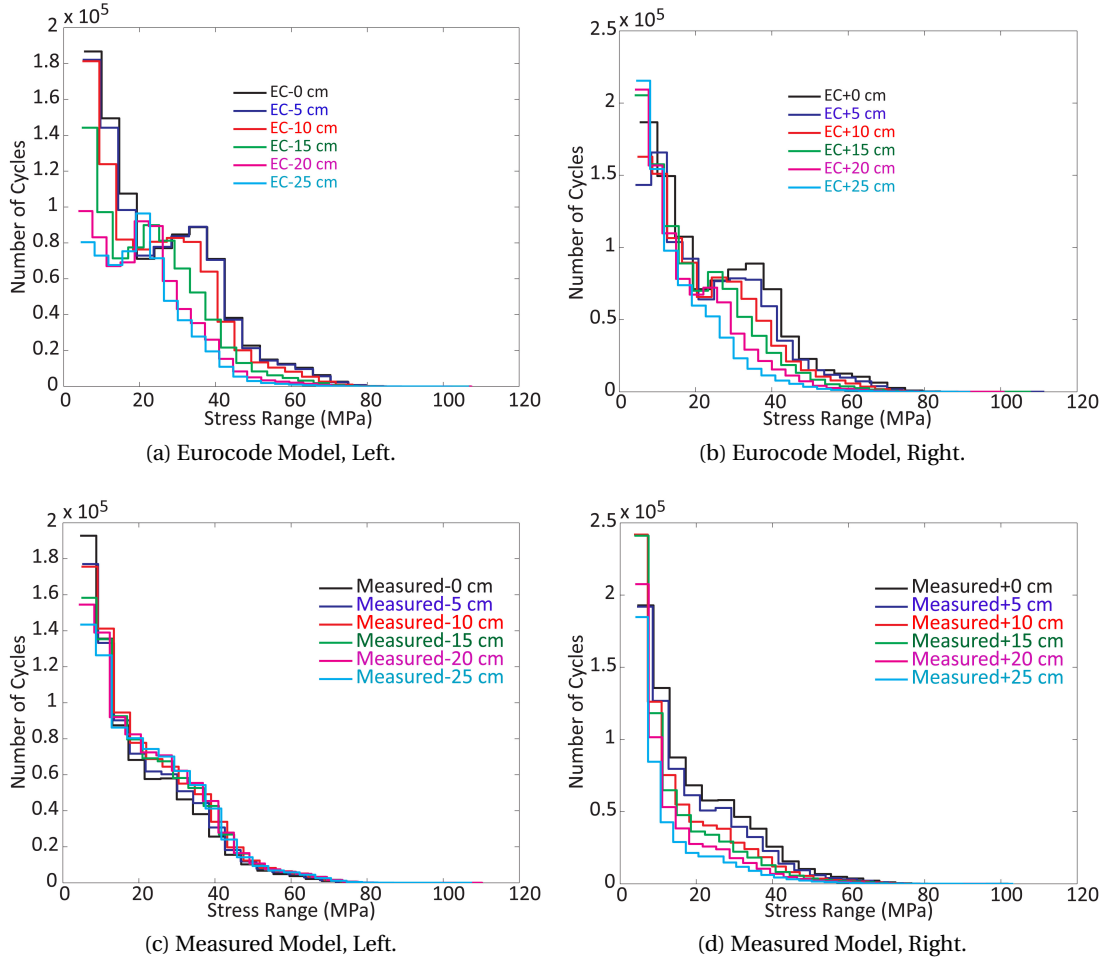 x 10⁵
2
1.8
1.6
1.4
1.2
1
0.8
0.6
0.4
0.2
0
Number of Cycles
EC-0 cm
EC-5 cm
EC-10 cm
EC-15 cm
EC-20 cm
EC-25 cm
0 20 40 60 80 100 120
Stress Range (MPa)
(a) Eurocode Model, Left.
x 10⁵
2.5
2
1.5
1
0.5
0
Number of Cycles
EC+0 cm
EC+5 cm
EC+10 cm
EC+15 cm
EC+20 cm
EC+25 cm
0 20 40 60 80 100 120
Stress Range (MPa)
(b) Eurocode Model, Right.
x 10⁵
2
1.8
1.6
1.4
1.2
1
0.8
0.6
0.4
0.2
0
Number of Cycles
Measured-0 cm
Measured-5 cm
Measured-10 cm
Measured-15 cm
Measured-20 cm
Measured-25 cm
0 20 40 60 80 100 120
Stress Range (MPa)
(c) Measured Model, Left.
x 10⁵
2.5
2
1.5
1
0.5
0
Number of Cycles
Measured+0 cm
Measured+5 cm
Measured+10 cm
Measured+15 cm
Measured+20 cm
Measured+25 cm
0 20 40 60 80 100 120
Stress Range (MPa)
(d) Measured Model, Right.